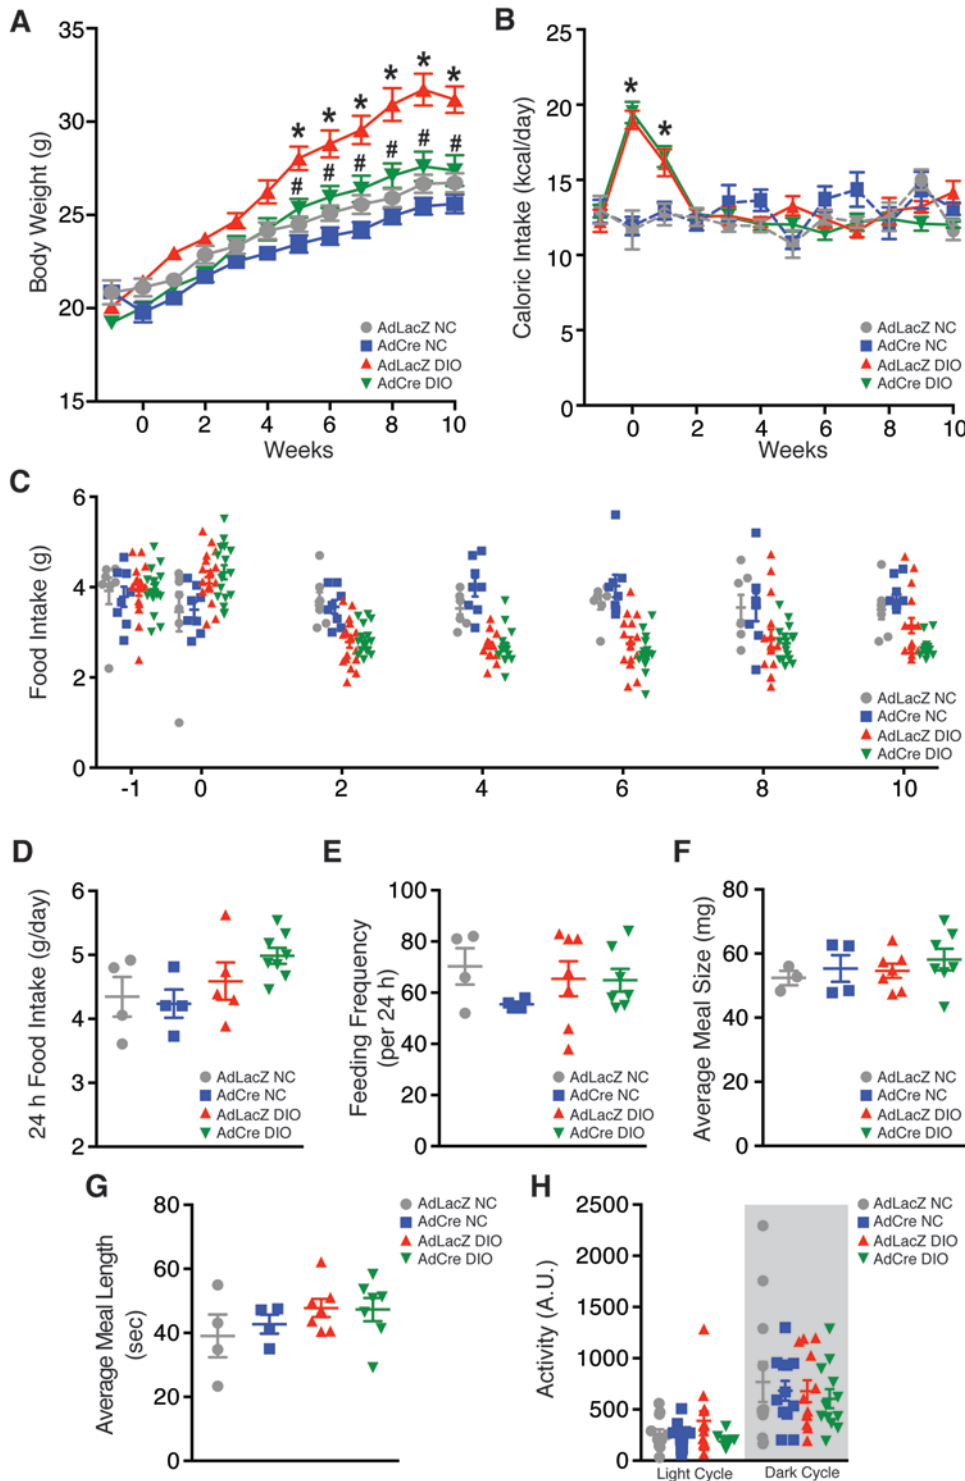 A
Body Weight (g)
35
30
25
20
15
* * * * * *
# # # # # #
0 2 4 6 8 10
Weeks
AdLacZ NC
AdCre NC
AdLacZ DIO
AdCre DIO
B
Caloric Intake (kcal/day)
25
20
15
10
5
0
* *
0 2 4 6 8 10
Weeks
AdLacZ NC
AdCre NC
AdLacZ DIO
AdCre DIO
C
Food Intake (g)
6
4
2
0
-1 0 2 4 6 8 10
AdLacZ NC
AdCre NC
AdLacZ DIO
AdCre DIO
D
24 h Food Intake (g/day)
6
5
4
3
2
AdLacZ NC
AdCre NC
AdLacZ DIO
AdCre DIO
E
Feeding Frequency
(per 24 h)
100
80
60
40
20
0
AdLacZ NC
AdCre NC
AdLacZ DIO
AdCre DIO
F
Average Meal Size (mg)
80
60
40
20
0
AdLacZ NC
AdCre NC
AdLacZ DIO
AdCre DIO
G
Average Meal Length
(sec)
80
60
40
20
0
AdLacZ NC
AdCre NC
AdLacZ DIO
AdCre DIO
H
Activity (A.U.)
2500
2000
1500
1000
500
0
Light Cycle Dark Cycle
AdLacZ NC
AdCre NC
AdLacZ DIO
AdCre DIO